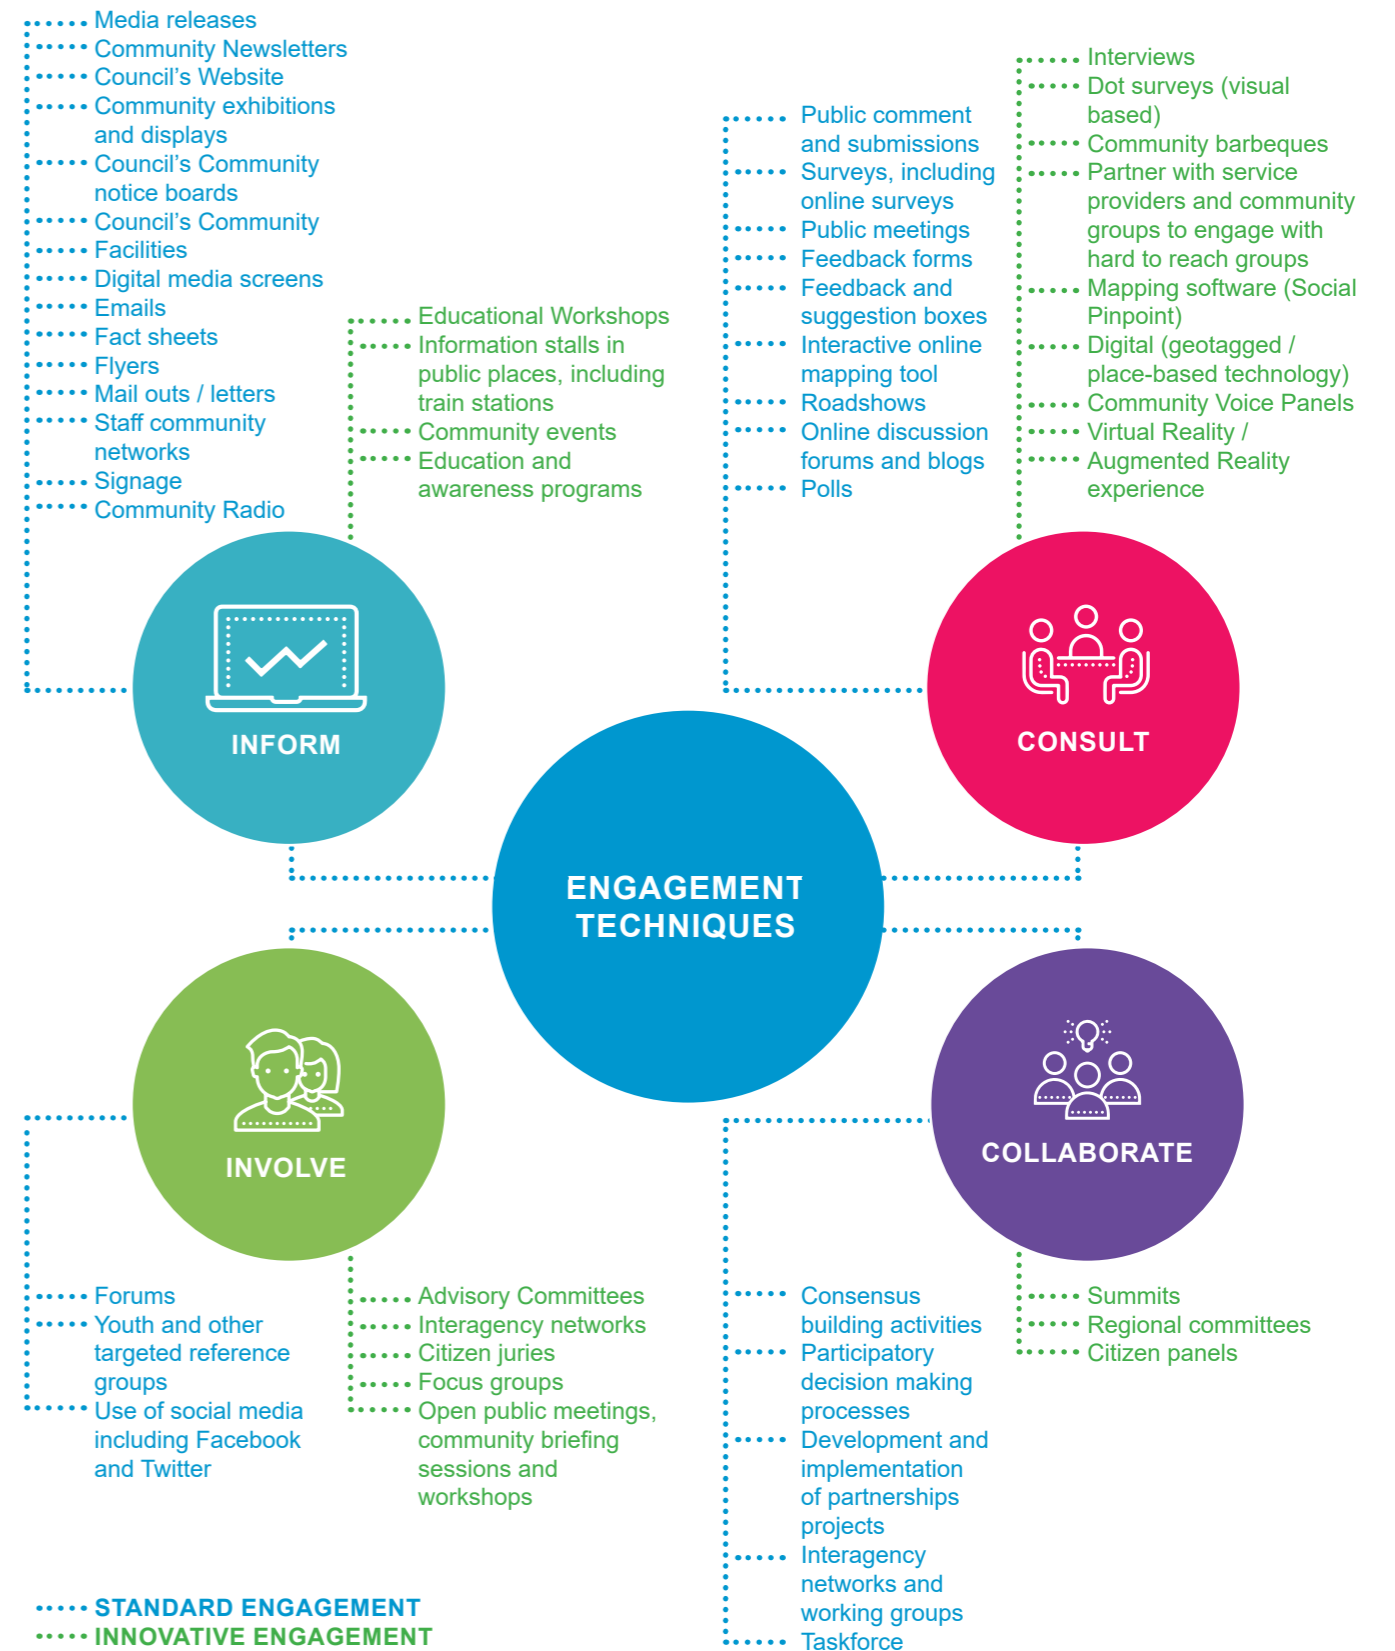 Media releases
Community Newsletters
Council's Website
Community exhibitions
and displays
Council's Community
notice boards
Council's Community
Facilities
Digital media screens
Emails
Fact sheets
Flyers
Mail outs / letters
Staff community
networks
Signage
Community Radio
Educational Workshops
Information stalls in
public places, including
train stations
Community events
Education and
awareness programs
INFORM
Public comment
and submissions
Surveys, including
online surveys
Public meetings
Feedback forms
Feedback and
suggestion boxes
Interactive online
mapping tool
Roadshows
Online discussion
forums and blogs
Polls
Interviews
Dot surveys (visual
based)
Community barbeques
Partner with service
providers and community
groups to engage with
hard to reach groups
Mapping software (Social
Pinpoint)
Digital (geotagged /
place-based technology)
Community Voice Panels
Virtual Reality /
Augmented Reality
experience
CONSULT
ENGAGEMENT
TECHNIQUES
INVOLVE
Forums
Youth and other
targeted reference
groups
Use of social media
including Facebook
and Twitter
Advisory Committees
Interagency networks
Citizen juries
Focus groups
Open public meetings,
community briefing
sessions and
workshops
COLLABORATE
Consensus
building activities
Participatory
decision making
processes
Development and
implementation
of partnerships
projects
Interagency
networks and
working groups
Taskforce
Summits
Regional committees
Citizen panels
STANDARD ENGAGEMENT
INNOVATIVE ENGAGEMENT